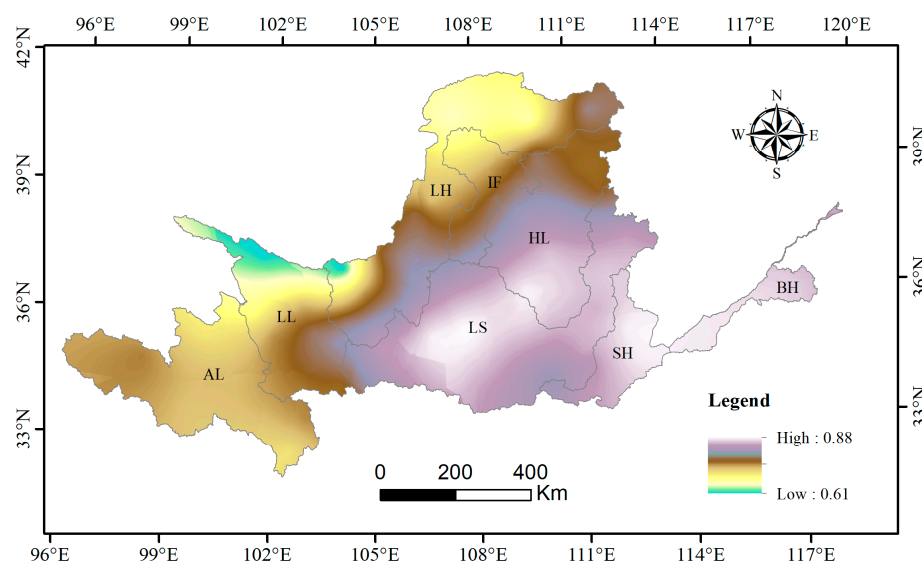 96°E 99°E 102°E 105°E 108°E 111°E 114°E 117°E 120°E
42°N
39°N
36°N
33°N
39°N
36°N
33°N
N
W E
S
LH
IF
HL
LL
LS
AL
SH
BH
Legend
High : 0.88
Low : 0.61
0 200 400
Km
96°E 99°E 102°E 105°E 108°E 111°E 114°E 117°E